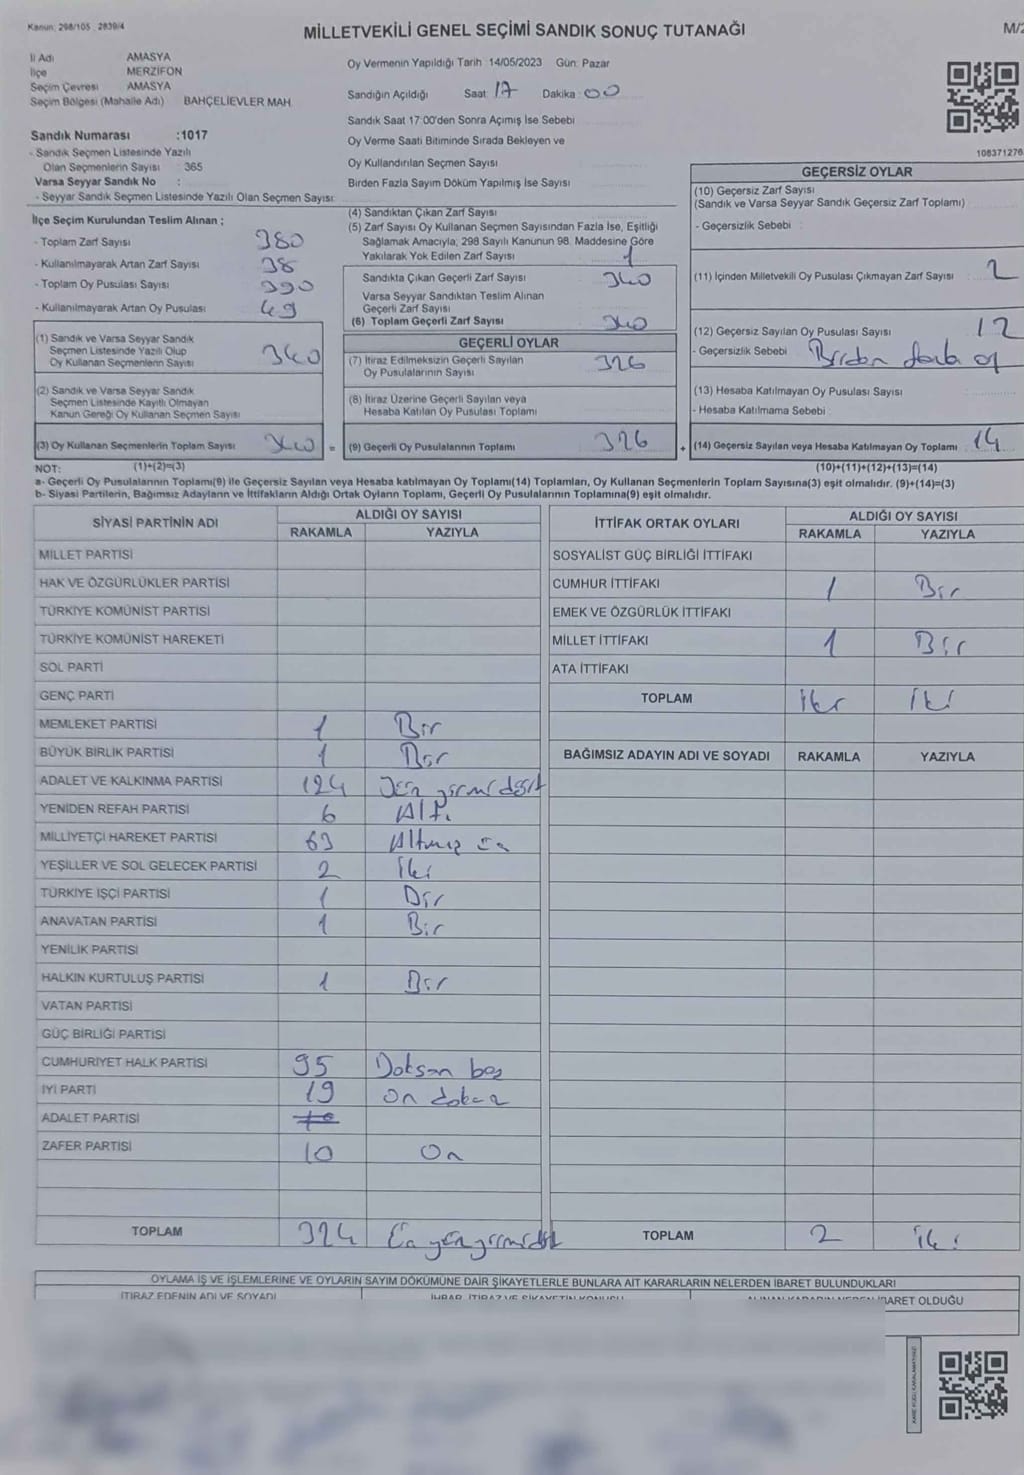 Kanun: 298/105 2839/4
MİLLETVEKİLİ GENEL SEÇİMİ SANDIK SONUÇ TUTANAĞI
M/2
İl Adı AMASYA
İlçe MERZİFON
Seçim Çevresi AMASYA
Seçim Bölgesi (Mahalle Adı) BAHÇELİEVLER MAH.
Oy Vermenin Yapıldığı Tarih :14/05/2023 Gün: Pazar
Sandığın Açıldığı Saat: 17 Dakika: 00
Sandık Saat 17:00'den Sonra Açımış İse Sebebi
Oy Verme Saati Bitiminde Sırada Bekleyen ve
Oy Kullandırılan Seçmen Sayısı
Birden Fazla Sayım Döküm Yapılmış İse Sayısı
Sandık Numarası :1017
- Sandık Seçmen Listesinde Yazılı
Olan Seçmenlerin Sayısı : 365
Varsa Seyyar Sandık No :
- Seyyar Sandık Seçmen Listesinde Yazılı Olan Seçmen Sayısı:
108371276
İlçe Seçim Kurulundan Teslim Alınan ;
- Toplam Zarf Sayısı 380
- Kullanılmayarak Artan Zarf Sayısı 38
- Toplam Oy Pusulası Sayısı 390
- Kullanılmayarak Artan Oy Pusulası 49
(1) Sandık ve Varsa Seyyar Sandık
Seçmen Listesinde Yazılı Olup
Oy Kullanan Seçmenlerin Sayısı 340
(2) Sandık ve Varsa Seyyar Sandık
Seçmen Listesinde Kayıtlı Olmayan
Kanun Gereği Oy Kullanan Seçmen Sayısı
(3) Oy Kullanan Seçmenlerin Toplam Sayısı 340 =
(4) Sandıktan Çıkan Zarf Sayısı
(5) Zarf Sayısı Oy Kullanan Seçmen Sayısından Fazla İse, Eşitliği
Sağlamak Amacıyla; 298 Sayılı Kanunun 98. Maddesine Göre
Yakılarak Yok Edilen Zarf Sayısı 1
Sandıkta Çıkan Geçerli Zarf Sayısı 340
Varsa Seyyar Sandıktan Teslim Alınan
Geçerli Zarf Sayısı
(6) Toplam Geçerli Zarf Sayısı 340
GEÇERLİ OYLAR
(7) İtiraz Edilmeksizin Geçerli Sayılan
Oy Pusulalarının Sayısı 326
(8) İtiraz Üzerine Geçerli Sayılan veya
Hesaba Katılan Oy Pusulası Toplamı
(9) Geçerli Oy Pusulalarının Toplamı 326 +
GEÇERSİZ OYLAR
(10) Geçersiz Zarf Sayısı
(Sandık ve Varsa Seyyar Sandık Geçersiz Zarf Toplamı)
- Geçersizlik Sebebi :
(11) İçinden Milletvekili Oy Pusulası Çıkmayan Zarf Sayısı 2
(12) Geçersiz Sayılan Oy Pusulası Sayısı 12
- Geçersizlik Sebebi : Birden fazla oy
(13) Hesaba Katılmayan Oy Pusulası Sayısı
- Hesaba Katılmama Sebebi :
(14) Geçersiz Sayılan veya Hesaba Katılmayan Oy Toplamı 14
NOT: (1)+(2)=(3) (10)+(11)+(12)+(13)=(14)
a- Geçerli Oy Pusulalarının Toplamı(9) ile Geçersiz Sayılan veya Hesaba katılmayan Oy Toplamı(14) Toplamları, Oy Kullanan Seçmenlerin Toplam Sayısına(3) eşit olmalıdır. (9)+(14)=(3)
b- Siyasi Partilerin, Bağımsız Adayların ve İttifakların Aldığı Ortak Oyların Toplamı, Geçerli Oy Pusulalarının Toplamına(9) eşit olmalıdır.
SİYASİ PARTİNİN ADI ALDIĞI OY SAYISI
RAKAMLA YAZIYLA
MİLLET PARTİSİ
HAK VE ÖZGÜRLÜKLER PARTİSİ
TÜRKİYE KOMÜNİST PARTİSİ
TÜRKİYE KOMÜNİST HAREKETİ
SOL PARTİ
GENÇ PARTİ
MEMLEKET PARTİSİ 1 Bir
BÜYÜK BİRLİK PARTİSİ 1 Bir
ADALET VE KALKINMA PARTİSİ 124 Yüz yirmi dört
YENİDEN REFAH PARTİSİ 6 Altı
MİLLİYETÇİ HAREKET PARTİSİ 63 Altmış üç
YEŞİLLER VE SOL GELECEK PARTİSİ 2 İki
TÜRKİYE İŞÇİ PARTİSİ 1 Bir
ANAVATAN PARTİSİ 1 Bir
YENİLİK PARTİSİ
HALKIN KURTULUŞ PARTİSİ 1 Bir
VATAN PARTİSİ
GÜÇ BİRLİĞİ PARTİSİ
CUMHURİYET HALK PARTİSİ 95 Doksan beş
İYİ PARTİ 19 On dokuz
ADALET PARTİSİ
ZAFER PARTİSİ 10 On
TOPLAM 324 Üç yüz yirmi dört
İTTİFAK ORTAK OYLARI ALDIĞI OY SAYISI
RAKAMLA YAZIYLA
SOSYALİST GÜÇ BİRLİĞİ İTTİFAKI
CUMHUR İTTİFAKI 1 Bir
EMEK VE ÖZGÜRLÜK İTTİFAKI
MİLLET İTTİFAKI 1 Bir
ATA İTTİFAKI
TOPLAM İki İki
BAĞIMSIZ ADAYIN ADI VE SOYADI RAKAMLA YAZIYLA
TOPLAM 2 İki
OYLAMA İŞ VE İŞLEMLERİNE VE OYLARIN SAYIM DÖKÜMÜNE DAİR ŞİKAYETLERLE BUNLARA AİT KARARLARIN NELERDEN İBARET BULUNDUKLARI
İTİRAZ EDENİN ADI VE SOYADI İHBAR, İTİRAZ VE ŞİKAYETİN KONUSU ALINAN KARARIN NEDEN İBARET OLDUĞU
KARE KODU KARALAMAYINIZ